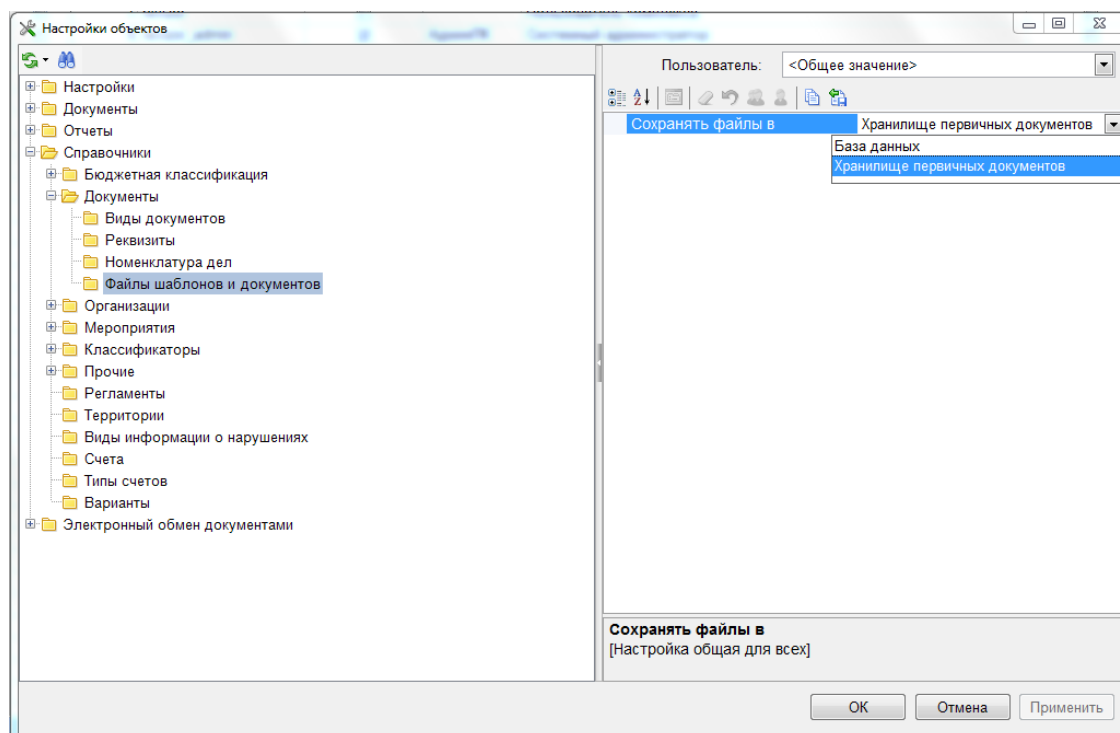 Настройки объектов
Настройки
Документы
Отчеты
Справочники
Бюджетная классификация
Документы
Виды документов
Реквизиты
Номенклатура дел
Файлы шаблонов и документов
Организации
Мероприятия
Классификаторы
Прочие
Регламенты
Территории
Виды информации о нарушениях
Счета
Типы счетов
Варианты
Электронный обмен документами
Пользователь: <Общее значение>
Сохранять файлы в Хранилище первичных документов
База данных
Хранилище первичных документов
Сохранять файлы в
[Настройка общая для всех]
ОК Отмена Применить